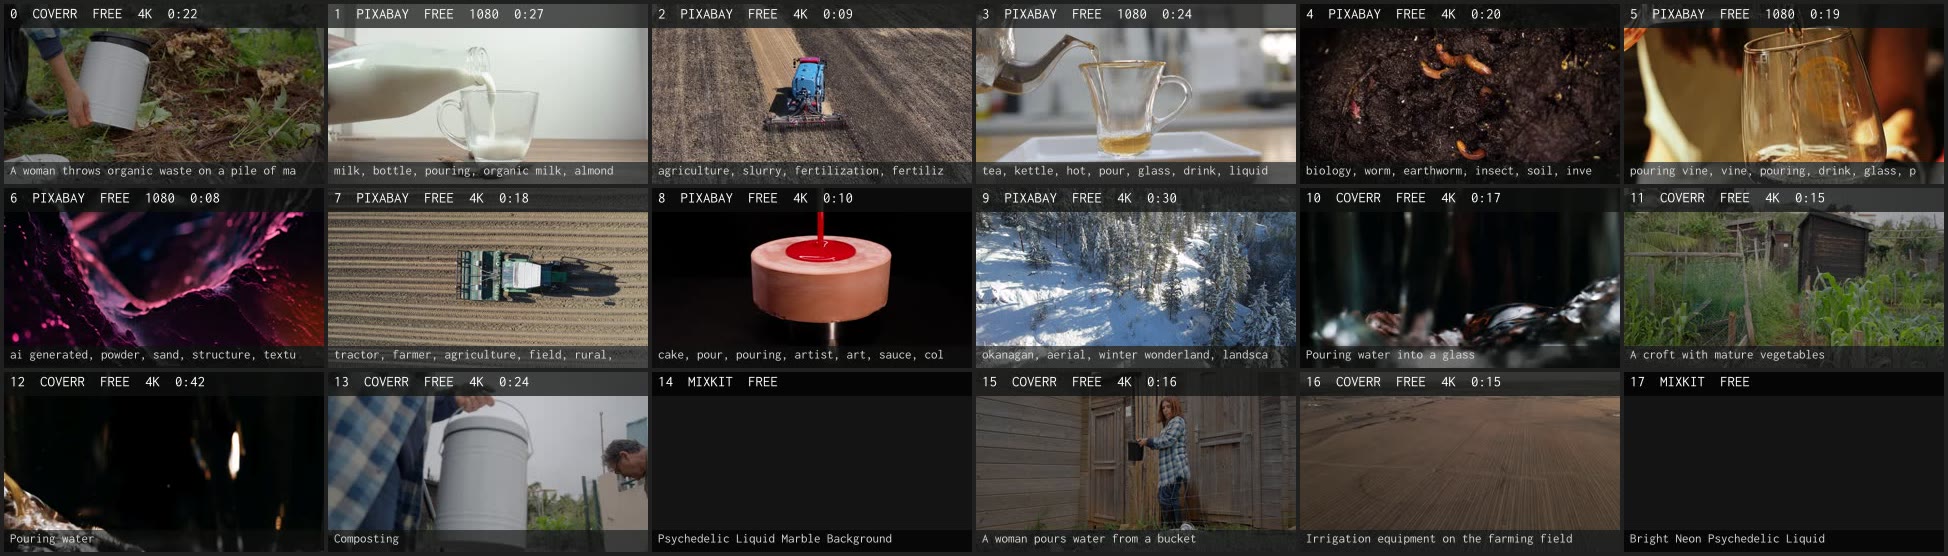 0 COVERR FREE 4K 0:22
A woman throws organic waste on a pile of ma
1 PIXABAY FREE 1080 0:27
milk, bottle, pouring, organic milk, almond
2 PIXABAY FREE 4K 0:09
agriculture, slurry, fertilization, fertiliz
3 PIXABAY FREE 1080 0:24
tea, kettle, hot, pour, glass, drink, liquid
4 PIXABAY FREE 4K 0:20
biology, worm, earthworm, insect, soil, inve
5 PIXABAY FREE 1080 0:19
pouring vine, vine, pouring, drink, glass, p
6 PIXABAY FREE 1080 0:08
ai generated, powder, sand, structure, textu
7 PIXABAY FREE 4K 0:18
tractor, farmer, agriculture, field, rural,
8 PIXABAY FREE 4K 0:10
cake, pour, pouring, artist, art, sauce, col
9 PIXABAY FREE 4K 0:30
okanagan, aerial, winter wonderland, landsca
10 COVERR FREE 4K 0:17
Pouring water into a glass
11 COVERR FREE 4K 0:15
A croft with mature vegetables
12 COVERR FREE 4K 0:42
Pouring water
13 COVERR FREE 4K 0:24
Composting
14 MIXKIT FREE
Psychedelic Liquid Marble Background
15 COVERR FREE 4K 0:16
A woman pours water from a bucket
16 COVERR FREE 4K 0:15
Irrigation equipment on the farming field
17 MIXKIT FREE
Bright Neon Psychedelic Liquid